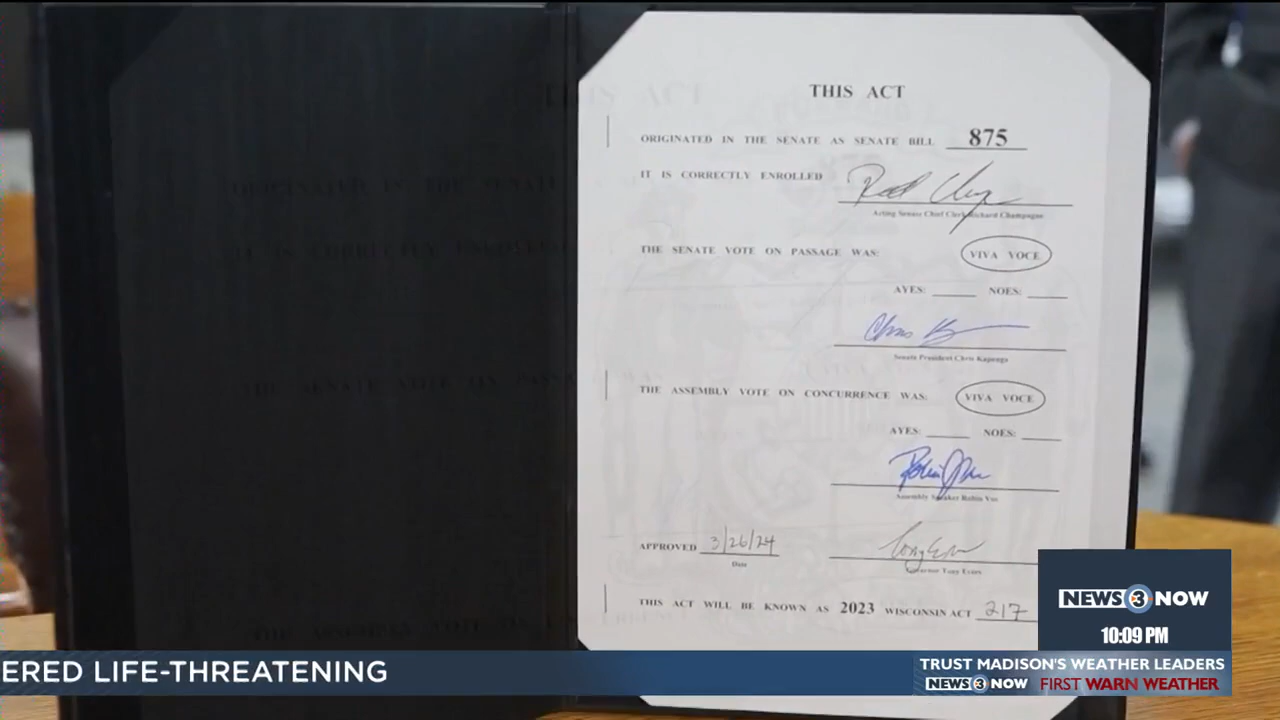 THIS ACT
ORIGINATED IN THE SENATE AS SENATE BILL 875
IT IS CORRECTLY ENROLLED
Acting Senate Chief Clerk Richard Champagne
THE SENATE VOTE ON PASSAGE WAS: VIVA VOCE
AYES: NOES:
Senate President Chris Kapenga
THE ASSEMBLY VOTE ON CONCURRENCE WAS: VIVA VOCE
AYES: NOES:
Assembly Speaker Robin Vos
APPROVED 3/26/24
Date
Governor Tony Evers
THIS ACT WILL BE KNOWN AS 2023 WISCONSIN ACT 217
NEWS 3 NOW
10:09 PM
ERED LIFE-THREATENING
TRUST MADISON'S WEATHER LEADERS
NEWS 3 NOW FIRST WARN WEATHER